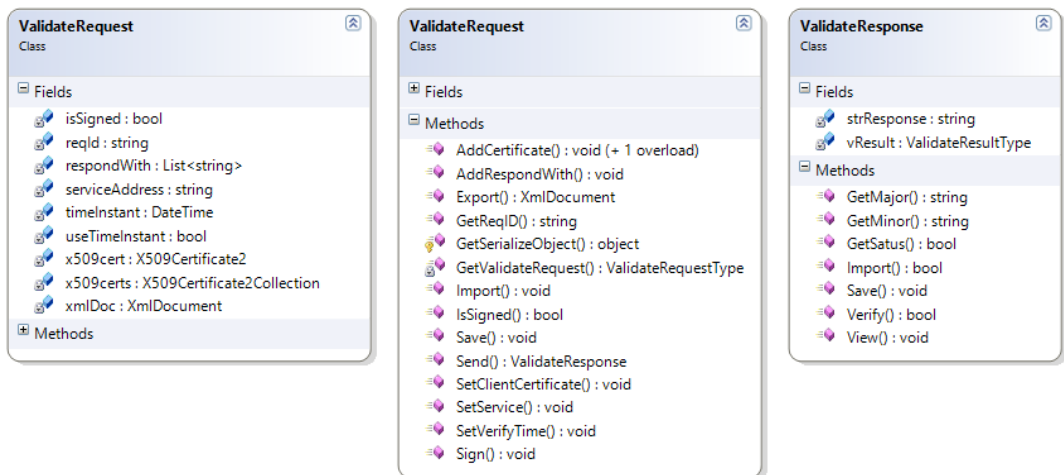 ValidateRequest
Class
Fields
isSigned : bool
reqId : string
respondWith : List<string>
serviceAddress : string
timeInstant : DateTime
useTimeInstant : bool
x509cert : X509Certificate2
x509certs : X509Certificate2Collection
xmlDoc : XmlDocument
Methods
ValidateRequest
Class
Fields
Methods
AddCertificate() : void (+ 1 overload)
AddRespondWith() : void
Export() : XmlDocument
GetReqID() : string
GetSerializeObject() : object
GetValidateRequest() : ValidateRequestType
Import() : void
IsSigned() : bool
Save() : void
Send() : ValidateResponse
SetClientCertificate() : void
SetService() : void
SetVerifyTime() : void
Sign() : void
ValidateResponse
Class
Fields
strResponse : string
vResult : ValidateResultType
Methods
GetMajor() : string
GetMinor() : string
GetSatus() : bool
Import() : bool
Save() : void
Verify() : bool
View() : void